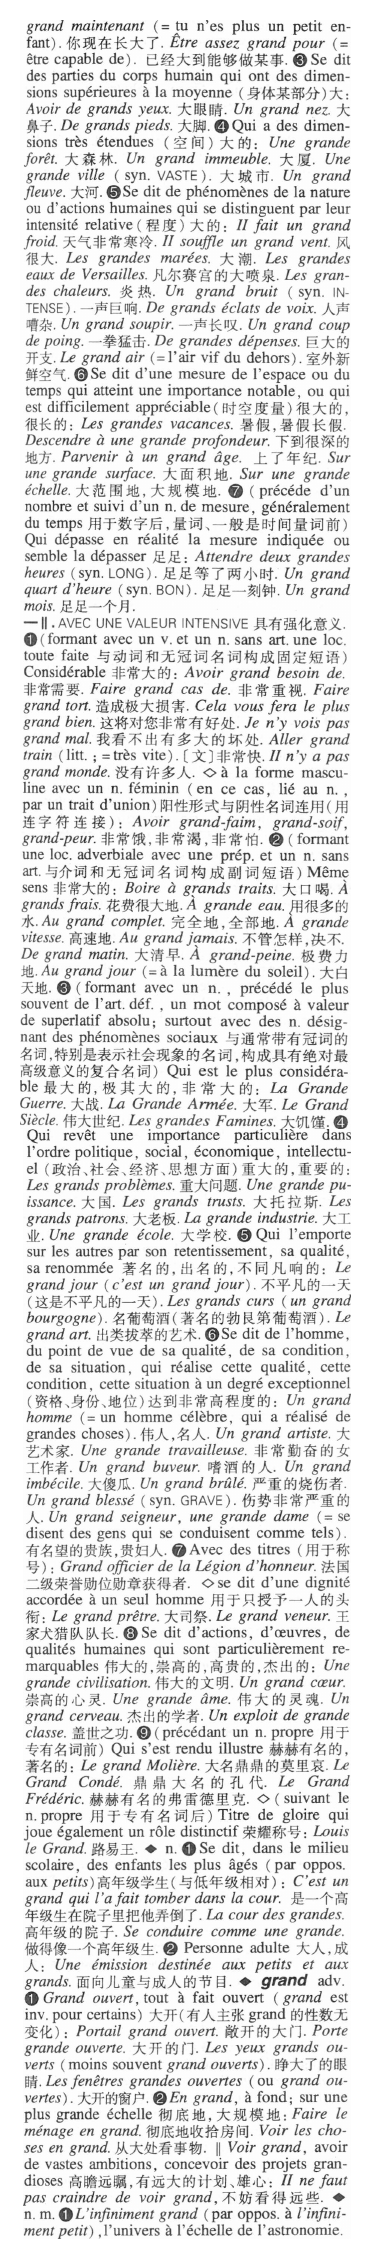 grand maintenant (= tu n'es plus un petit en-
fant). 你现在长大了. Être assez grand pour (=
être capable de). 已经大到能够做某事. ❸ Se dit
des parties du corps humain qui ont des dimen-
sions supérieures à la moyenne (身体某部分)大:
Avoir de grands yeux. 大眼睛. Un grand nez. 大
鼻子. De grands pieds. 大脚. ❹ Qui a des dimen-
sions très étendues (空间) 大的: Une grande
forêt. 大森林. Un grand immeuble. 大厦. Une
grande ville (syn. VASTE). 大城市. Un grand
fleuve. 大河. ❺ Se dit de phénomènes de la nature
ou d'actions humaines qui se distinguent par leur
intensité relative (程度) 大的: Il fait un grand
froid. 天气非常寒冷. Il souffle un grand vent. 风
很大. Les grandes marées. 大潮. Les grandes
eaux de Versailles. 凡尔赛宫的大喷泉. Les gran-
des chaleurs. 炎热. Un grand bruit (syn. IN-
TENSE). 一声巨响. De grands éclats de voix. 人声
嘈杂. Un grand soupir. 一声长叹. Un grand coup
de poing. 一拳猛击. De grandes dépenses. 巨大的
开支. Le grand air (= l'air vif du dehors). 室外新
鲜空气. ❻ Se dit d'une mesure de l'espace ou du
temps qui atteint une importance notable, ou qui
est difficilement appréciable (时空度量) 很大的,
很长的: Les grandes vacances. 暑假,暑假长假.
Descendre à une grande profondeur. 下到很深的
地方. Parvenir à un grand âge. 上了年纪. Sur
une grande surface. 大面积地. Sur une grande
échelle. 大范围地,大规模地. ❼ (précède d'un
nombre et suivi d'un n. de mesure, généralement
du temps 用于数字后,量词、一般是时间量词前)
Qui dépasse en réalité la mesure indiquée ou
semble la dépasser 足足: Attendre deux grandes
heures (syn. LONG). 足足等了两小时. Un grand
quart d'heure (syn. BON). 足足一刻钟. Un grand
mois. 足足一个月.
—Ⅱ. AVEC UNE VALEUR INTENSIVE 具有强化意义.
❶ (formant avec un v. et un n. sans art. une loc.
toute faite 与动词和无冠词名词构成固定短语)
Considérable 非常大的: Avoir grand besoin de.
非常需要. Faire grand cas de. 非常重视. Faire
grand tort. 造成极大损害. Cela vous fera le plus
grand bien. 这将对您非常有好处. Je n'y vois pas
grand mal. 我看不出有多大的坏处. Aller grand
train (litt. ; = très vite). [文]非常快. Il n'y a pas
grand monde. 没有许多人. ◇ à la forme mascu-
line avec un n. féminin (en ce cas, lié au n. ,
par un trait d'union) 阳性形式与阴性名词连用(用
连字符连接): Avoir grand-faim, grand-soif,
grand-peur. 非常饿,非常渴,非常怕. ❷ (formant
une loc. adverbiale avec une prép. et un n. sans
art. 与介词和无冠词名词构成副词短语) Même
sens 非常大的: Boire à grands traits. 大口喝. À
grands frais. 花费很大地. À grande eau. 用很多的
水. Au grand complet. 完全地,全部地. À grande
vitesse. 高速地. Au grand jamais. 不管怎样,决不.
De grand matin. 大清早. À grand-peine. 极费力
地. Au grand jour (= à la lumère du soleil). 大白
天地. ❸ (formant avec un n. , précédé le plus
souvent de l'art. déf. , un mot composé à valeur
de superlatif absolu; surtout avec des n. désig-
nant des phénomènes sociaux 与通常带有冠词的
名词,特别是表示社会现象的名词,构成具有绝对最
高级意义的复合名词) Qui est le plus considéra-
ble 最大的, 极其大的, 非常大的: La Grande
Guerre. 大战. La Grande Armée. 大军. Le Grand
Siècle. 伟大世纪. Les grandes Famines. 大饥馑. ❹
Qui revêt une importance particulière dans
l'ordre politique, social, économique, intellectu-
el (政治、社会、经济、思想方面) 重大的,重要的:
Les grands problèmes. 重大问题. Une grande pu-
issance. 大国. Les grands trusts. 大托拉斯. Les
grands patrons. 大老板. La grande industrie. 大工
业. Une grande école. 大学校. ❺ Qui l'emporte
sur les autres par son retentissement, sa qualité,
sa renommée 著名的,出名的,不同凡响的: Le
grand jour (c'est un grand jour). 不平凡的一天
(这是不平凡的一天). Les grands curs (un grand
bourgogne). 名葡萄酒(著名的勃艮第葡萄酒). Le
grand art. 出类拔萃的艺术. ❻ Se dit de l'homme,
du point de vue de sa qualité, de sa condition,
de sa situation, qui réalise cette qualité, cette
condition, cette situation à un degré exceptionnel
(资格、身份、地位) 达到非常高程度的: Un grand
homme (= un homme célèbre, qui a réalisé de
grandes choses). 伟人,名人. Un grand artiste. 大
艺术家. Une grande travailleuse. 非常勤奋的女
工作者. Un grand buveur. 嗜酒的人. Un grand
imbécile. 大傻瓜. Un grand brûlé. 严重的烧伤者.
Un grand blessé (syn. GRAVE). 伤势非常严重的
人. Un grand seigneur, une grande dame (= se
disent des gens qui se conduisent comme tels).
有名望的贵族,贵妇人. ❼ Avec des titres (用于称
号): Grand officier de la Légion d'honneur. 法国
二级荣誉勋位勋章获得者. ◇ se dit d'une dignité
accordée à un seul homme 用于只授予一人的头
衔: Le grand prêtre. 大司祭. Le grand veneur. 王
家犬猎队队长. ❽ Se dit d'actions, d'œuvres, de
qualités humaines qui sont particulièrement re-
marquables 伟大的,崇高的,高贵的,杰出的: Une
grande civilisation. 伟大的文明. Un grand cœur.
崇高的心灵. Une grande âme. 伟大的灵魂. Un
grand cerveau. 杰出的学者. Un exploit de grande
classe. 盖世之功. ❾ (précédant un n. propre 用于
专有名词前) Qui s'est rendu illustre 赫赫有名的,
著名的: Le grand Molière. 大名鼎鼎的莫里哀. Le
Grand Condé. 鼎鼎大名的孔代. Le Grand
Frédéric. 赫赫有名的弗雷德里克. ◇ (suivant le
n. propre 用于专有名词后) Titre de gloire qui
joue également un rôle distinctif 荣耀称号: Louis
le Grand. 路易王. ◆ n. ❶ Se dit, dans le milieu
scolaire, des enfants les plus âgés (par oppos.
aux petits) 高年级学生(与低年级相对): C'est un
grand qui l'a fait tomber dans la cour. 是一个高
年级生在院子里把他弄倒了. La cour des grandes.
高年级的院子. Se conduire comme une grande.
做得像一个高年级生. ❷ Personne adulte 大人,成
人: Une émission destinée aux petits et aux
grands. 面向儿童与成人的节目. ◆ grand adv.
❶ Grand ouvert, tout à fait ouvert (grand est
inv. pour certains) 大开(有人主张 grand 的性数无
变化): Portail grand ouvert. 敞开的大门. Porte
grande ouverte. 大开的门. Les yeux grands ou-
verts (moins souvent grand ouverts). 睁大了的眼
睛. Les fenêtres grandes ouvertes (ou grand ou-
vertes). 大开的窗户. ❷ En grand, à fond; sur une
plus grande échelle 彻底地,大规模地: Faire le
ménage en grand. 彻底地收拾房间. Voir les cho-
ses en grand. 从大处看事物. ‖ Voir grand, avoir
de vastes ambitions, concevoir des projets gran-
dioses 高瞻远瞩,有远大的计划、雄心: Il ne faut
pas craindre de voir grand, 不妨看得远些. ◆
n. m. ❶ L'infiniment grand (par oppos. à l'infini-
ment petit), l'univers à l'échelle de l'astronomie.